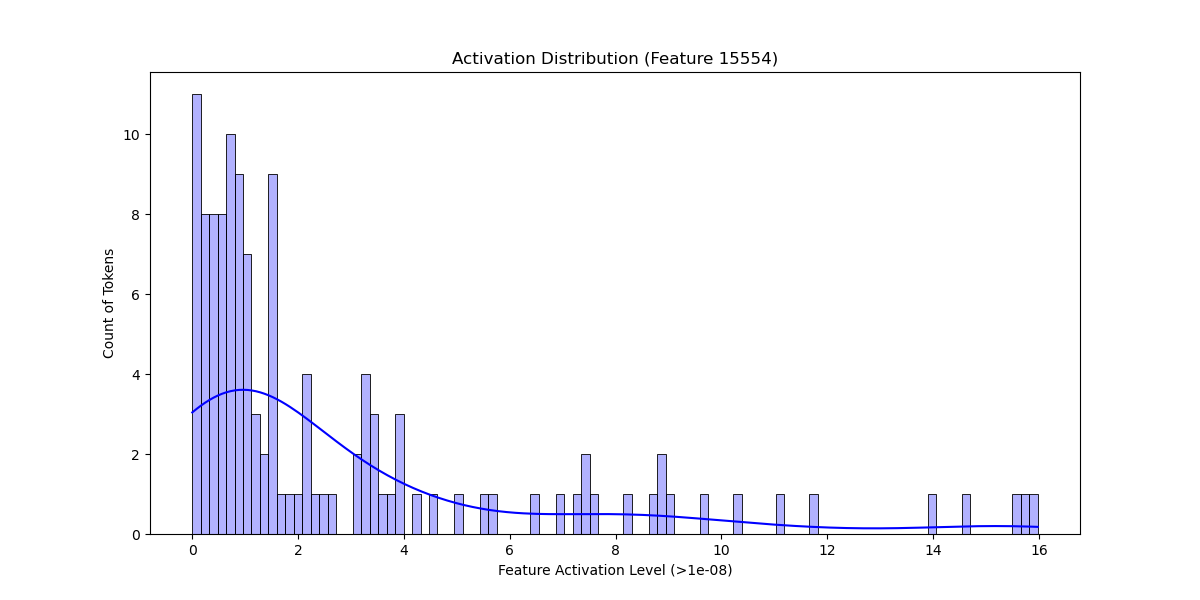 Activation Distribution (Feature 15554)
Count of Tokens
10
8
6
4
2
0
0 2 4 6 8 10 12 14 16
Feature Activation Level (>1e-08)